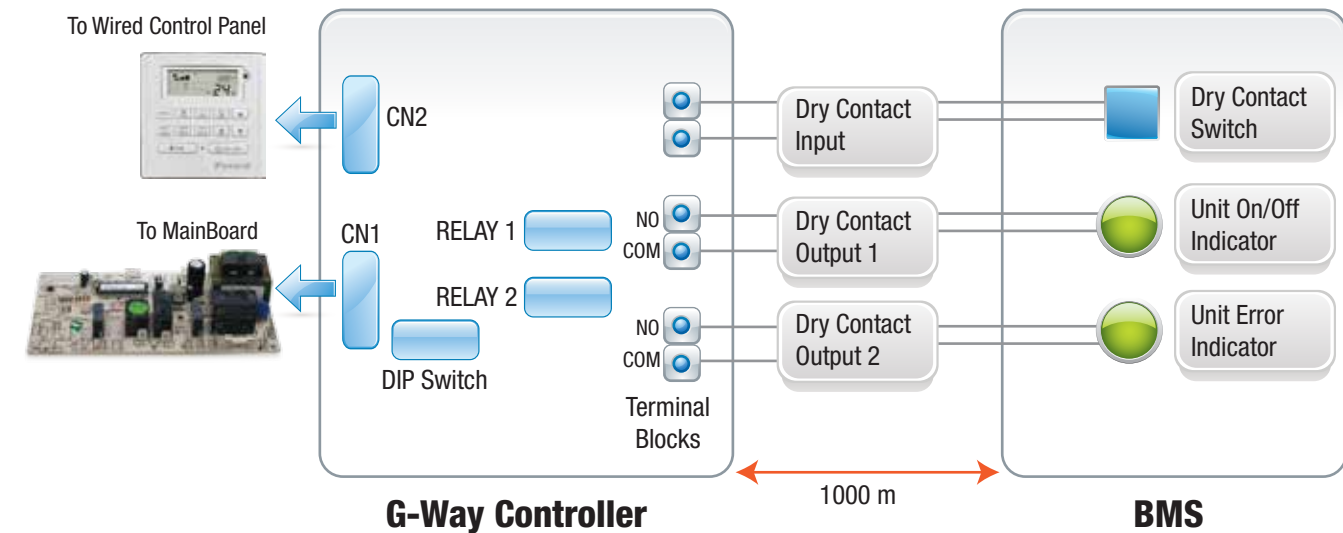 To Wired Control Panel
24
CN2
Dry Contact
Input
Dry Contact
Switch
To MainBoard
CN1
RELAY 1
RELAY 2
DIP Switch
NO
COM
NO
COM
Terminal
Blocks
Dry Contact
Output 1
Dry Contact
Output 2
Unit On/Off
Indicator
Unit Error
Indicator
1000 m
G-Way Controller
BMS